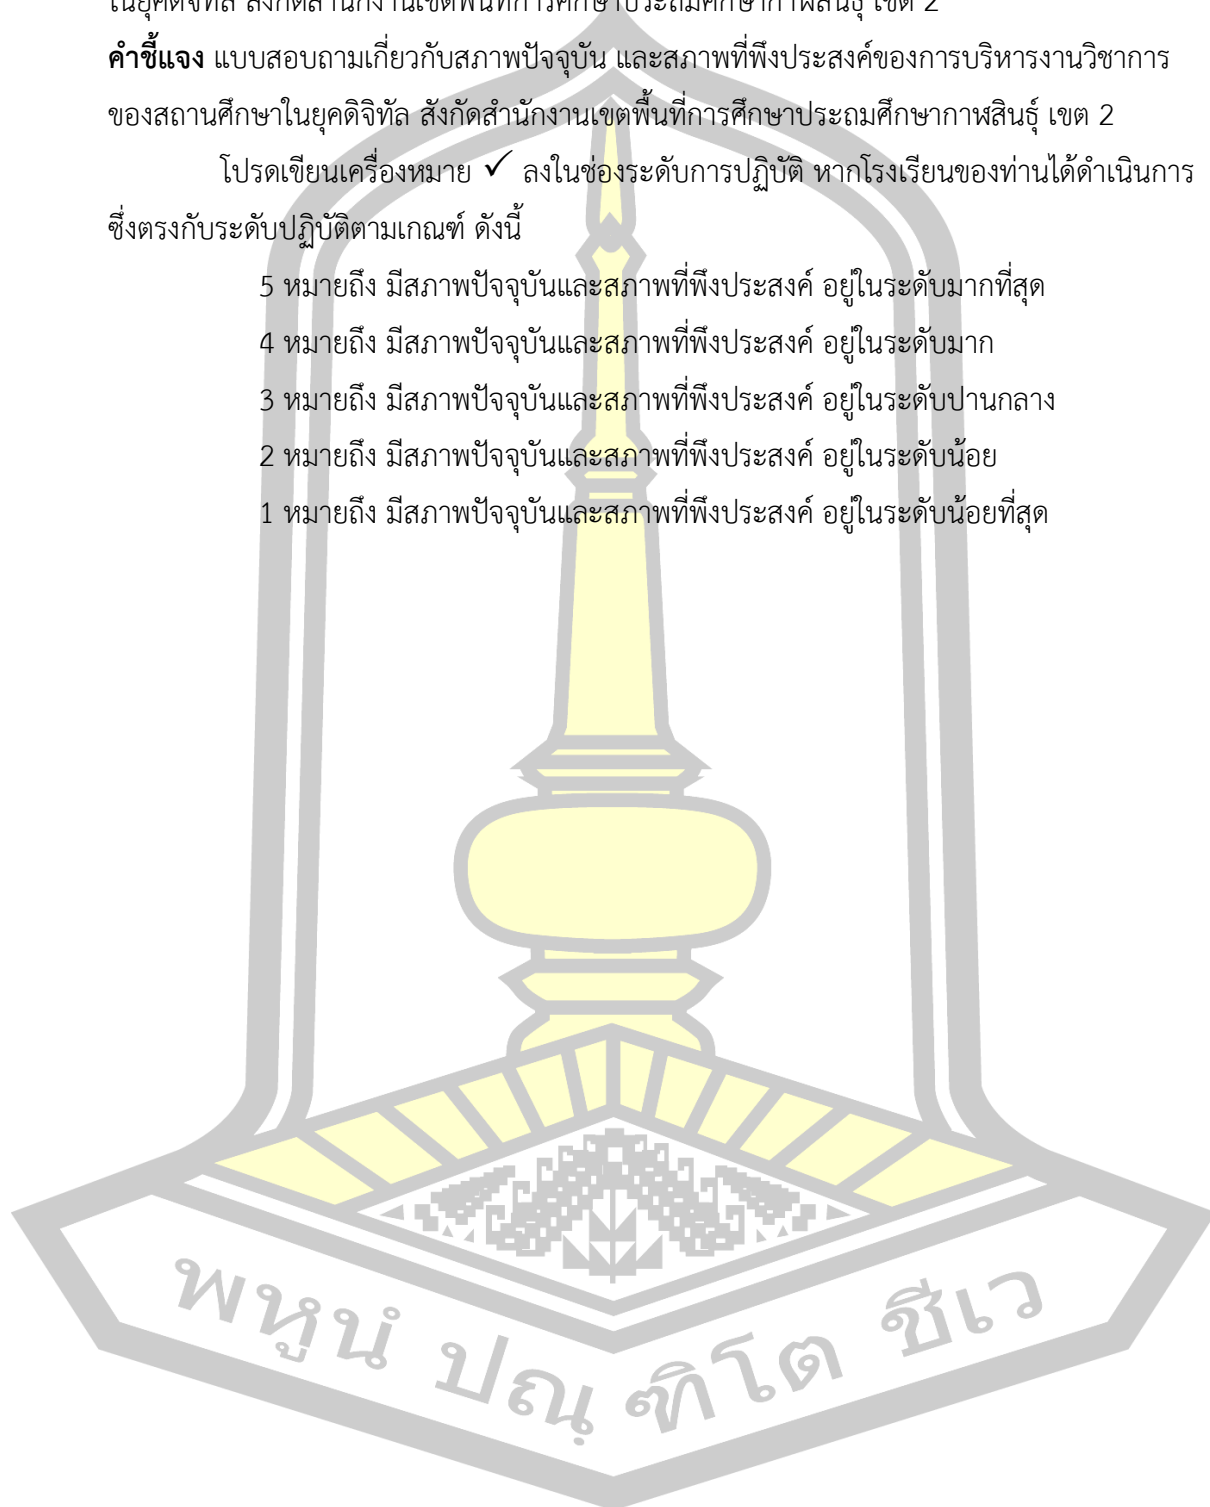 ในยุคดิจิทัล สังกัดสำนักงานเขตพื้นที่การศึกษาประถมศึกษากาฬสินธุ์ เขต 2
คำชี้แจง แบบสอบถามเกี่ยวกับสภาพปัจจุบัน และสภาพที่พึงประสงค์ของการบริหารงานวิชาการ
ของสถานศึกษาในยุคดิจิทัล สังกัดสำนักงานเขตพื้นที่การศึกษาประถมศึกษากาฬสินธุ์ เขต 2
โปรดเขียนเครื่องหมาย ✓ ลงในช่องระดับการปฏิบัติ หากโรงเรียนของท่านได้ดำเนินการ
ซึ่งตรงกับระดับปฏิบัติตามเกณฑ์ ดังนี้
5 หมายถึง มีสภาพปัจจุบันและสภาพที่พึงประสงค์ อยู่ในระดับมากที่สุด
4 หมายถึง มีสภาพปัจจุบันและสภาพที่พึงประสงค์ อยู่ในระดับมาก
3 หมายถึง มีสภาพปัจจุบันและสภาพที่พึงประสงค์ อยู่ในระดับปานกลาง
2 หมายถึง มีสภาพปัจจุบันและสภาพที่พึงประสงค์ อยู่ในระดับน้อย
1 หมายถึง มีสภาพปัจจุบันและสภาพที่พึงประสงค์ อยู่ในระดับน้อยที่สุด
พหูนํ ปณฺฑิโต ชีเว